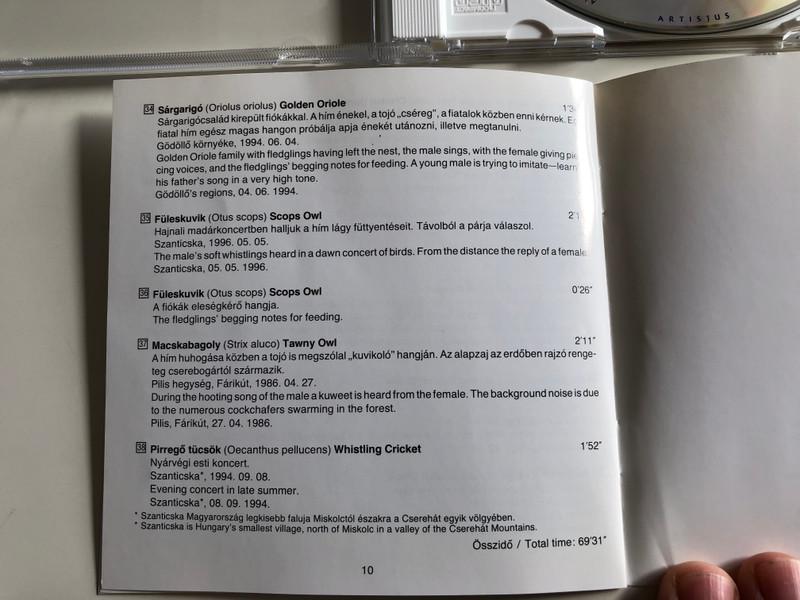 ARTISJUS
34 Sárgarigó (Oriolus oriolus) Golden Oriole
Sárgarigócsalád kirepült fiókákkal. A hím énekel, a tojó „cséreg”, a fiatalok közben enni kérnek.
fiatal hím egész magas hangon próbálja apja énekét utánozni, illetve megtanulni.
Gödöllő környéke, 1994. 06. 04.
Golden Oriole family with fledglings having left the nest, the male sings, with the female giving pie
cing voices, and the fledglings' begging notes for feeding. A young male is trying to imitate—learn
his father's song in a very high tone.
Gödöllő's regions, 04. 06. 1994.
35 Füleskuvik (Otus scops) Scops Owl
Hajnali madárkoncertben halljuk a hím lágy füttyentéseit. Távolból a párja válaszol.
Szanticska, 1996. 05. 05.
The male's soft whistlings heard in a dawn concert of birds. From the distance the reply of a female
Szanticska, 05. 05. 1996.
36 Füleskuvik (Otus scops) Scops Owl 0'26"
A fiókák eleségkérő hangja.
The fledglings' begging notes for feeding.
37 Macskabagoly (Strix aluco) Tawny Owl 2'11"
A hím huhogása közben a tojó is megszólal „kuvikoló” hangján. Az alapzaj az erdőben rajzó renge-
teg cserebogártól származik.
Pilis hegység, Fárikút, 1986. 04. 27.
During the hooting song of the male a kuweet is heard from the female. The background noise is due
to the numerous cockchafers swarming in the forest.
Pilis, Fárikút, 27. 04. 1986.
38 Pirregő tücsök (Oecanthus pellucens) Whistling Cricket 1'52"
Nyárvégi esti koncert.
Szanticska*, 1994. 09. 08.
Evening concert in late summer.
Szanticska*, 08. 09. 1994.
* Szanticska Magyarország legkisebb faluja Miskolctól északra a Cserehát egyik völgyében.
* Szanticska is Hungary's smallest village, north of Miskolc in a valley of the Cserehát Mountains.
Összidő / Total time: 69'31"
10